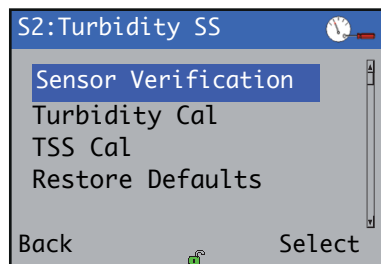 S2:Turbidity SS
Sensor Verification
Turbidity Cal
TSS Cal
Restore Defaults
Back Select